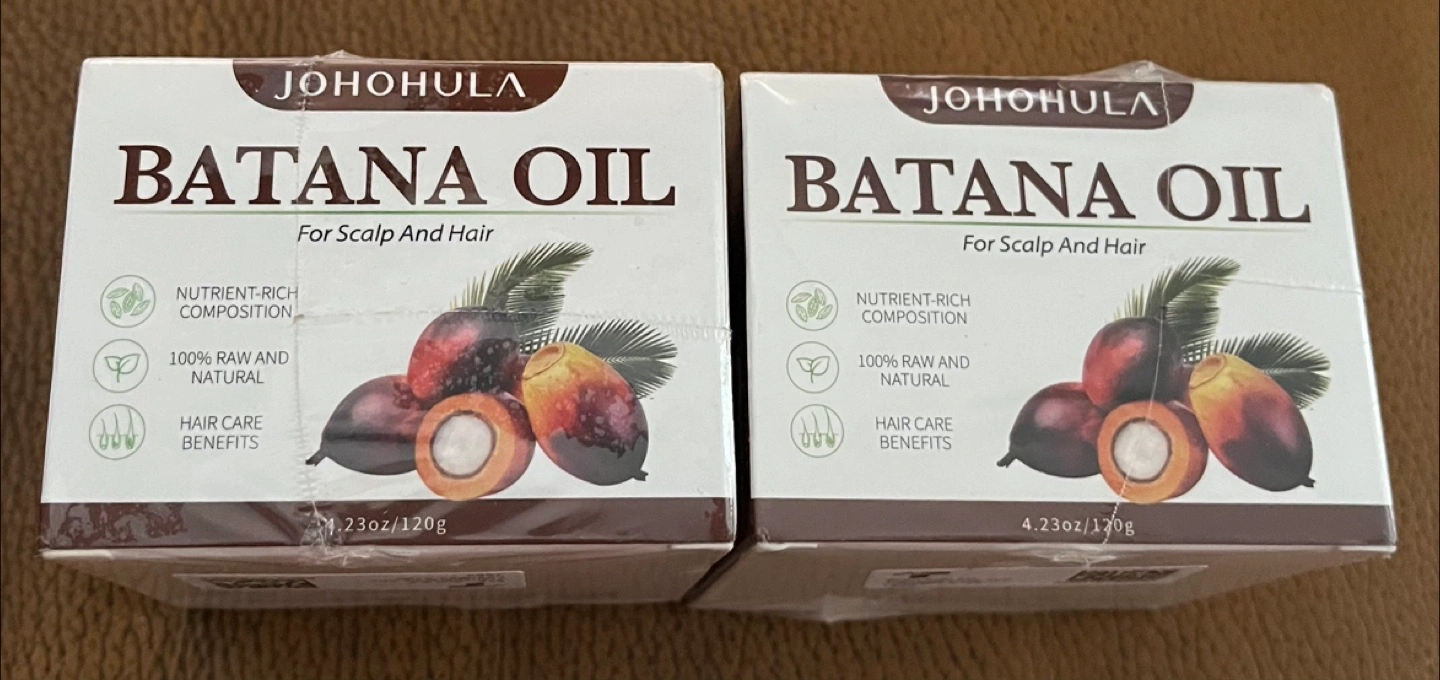 JOHOHULA
BATANA OIL
For Scalp And Hair
NUTRIENT-RICH
COMPOSITION
100% RAW AND
NATURAL
HAIR CARE
BENEFITS
4.23oz/120g
JOHOHULA
BATANA OIL
For Scalp And Hair
NUTRIENT-RICH
COMPOSITION
100% RAW AND
NATURAL
HAIR CARE
BENEFITS
4.23oz/120g